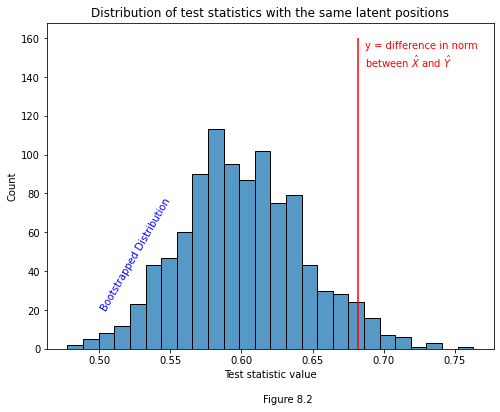 Distribution of test statistics with the same latent positions
160
140
120
100
80
60
40
20
0
Count
y = difference in norm
between X̂ and Ŷ
Bootstrapped Distribution
0.50 0.55 0.60 0.65 0.70 0.75
Test statistic value
Figure 8.2